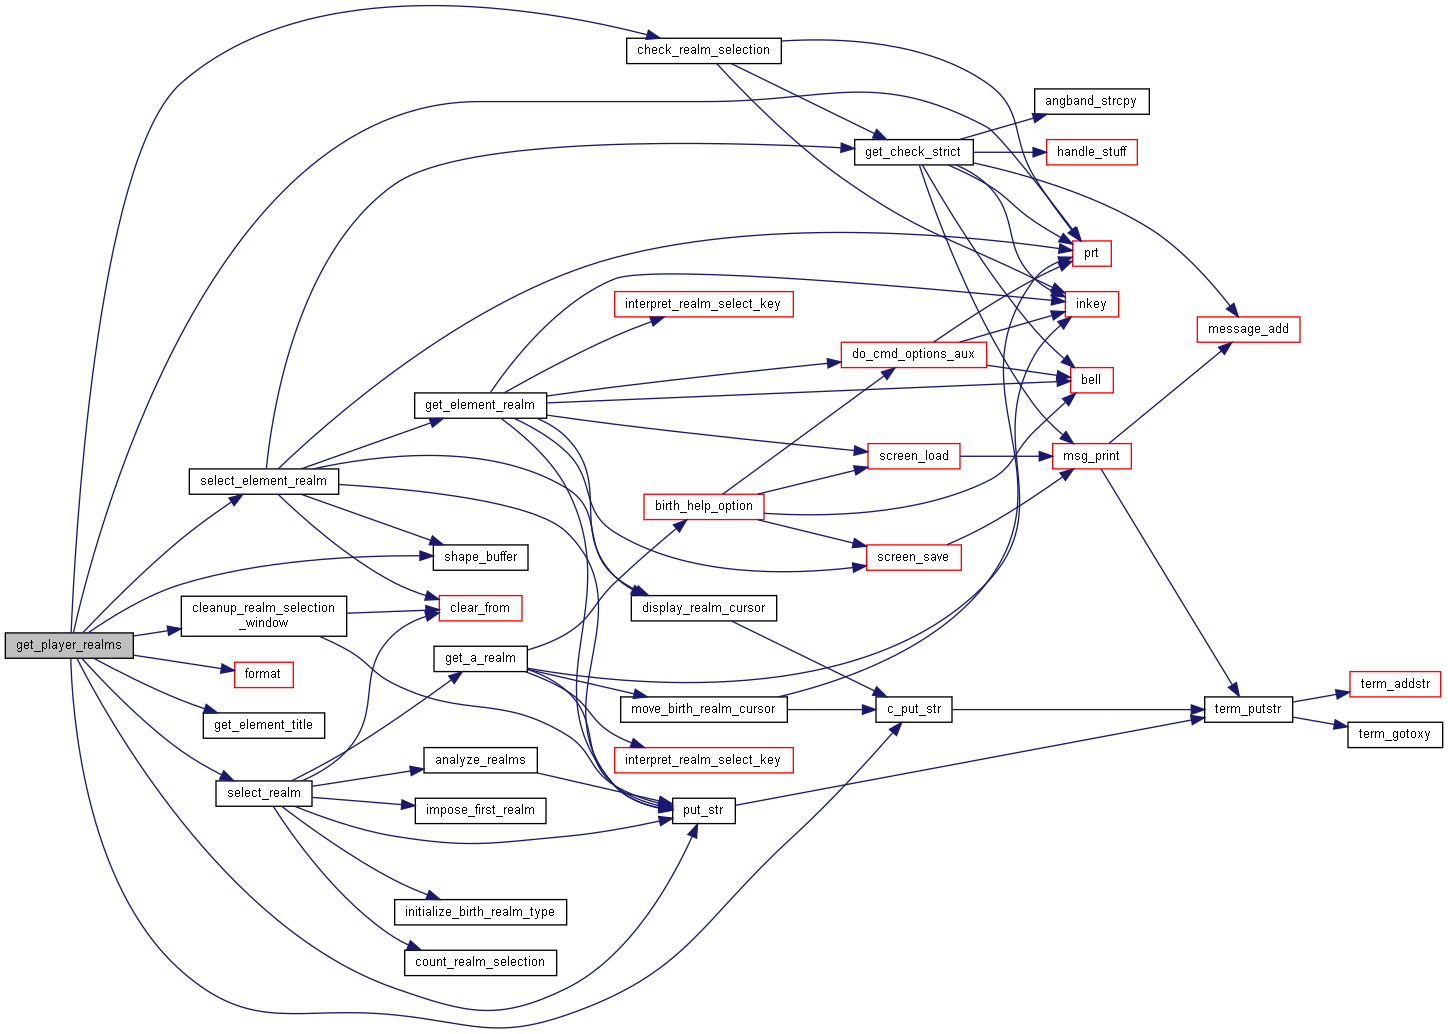 check_realm_selection
angband_strcpy
get_check_strict
handle_stuff
prt
interpret_realm_select_key
inkey
message_add
do_cmd_options_aux
bell
get_element_realm
screen_load
msg_print
select_element_realm
birth_help_option
shape_buffer
screen_save
cleanup_realm_selection
_window
clear_from
display_realm_cursor
get_player_realms
get_a_realm
format
term_addstr
get_element_title
move_birth_realm_cursor
c_put_str
term_putstr
term_gotoxy
analyze_realms
interpret_realm_select_key
select_realm
impose_first_realm
put_str
initialize_birth_realm_type
count_realm_selection